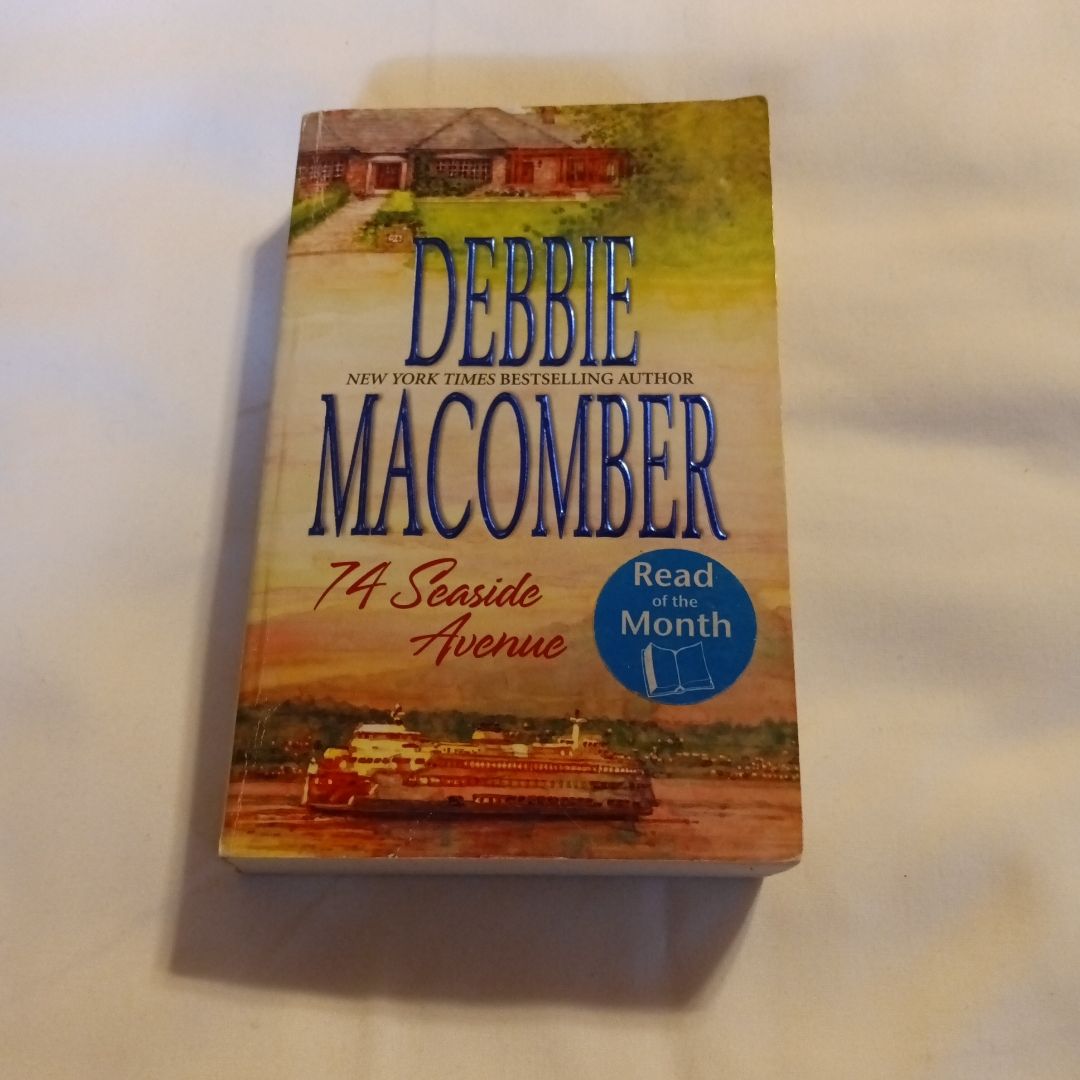 DEBBIE
NEW YORK TIMES BESTSELLING AUTHOR
MACOMBER
74 Seaside
Avenue
Read
of the
Month